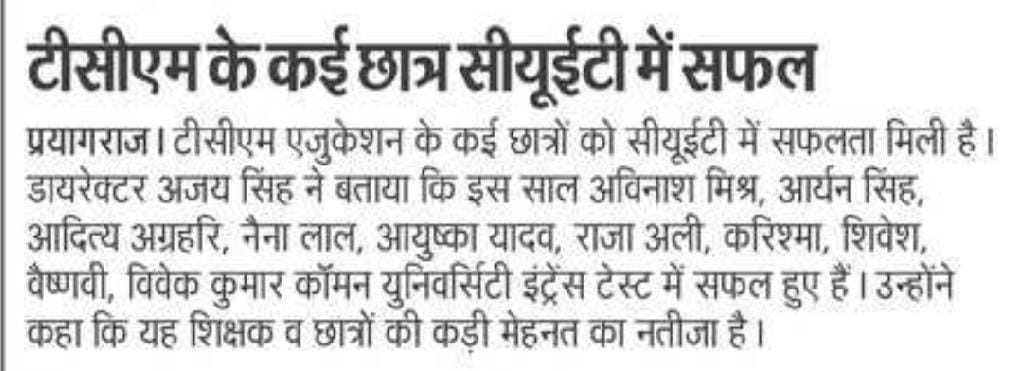 टीसीएम के कई छात्र सीयूईटी में सफल
प्रयागराज। टीसीएम एजुकेशन के कई छात्रों को सीयूईटी में सफलता मिली है।
डायरेक्टर अजय सिंह ने बताया कि इस साल अविनाश मिश्र, आर्यन सिंह,
आदित्य अग्रहरि, नैना लाल, आयुष्का यादव, राजा अली, करिश्मा, शिवेश,
वैष्णवी, विवेक कुमार कॉमन युनिवर्सिटी इंट्रेंस टेस्ट में सफल हुए हैं। उन्होंने
कहा कि यह शिक्षक व छात्रों की कड़ी मेहनत का नतीजा है।